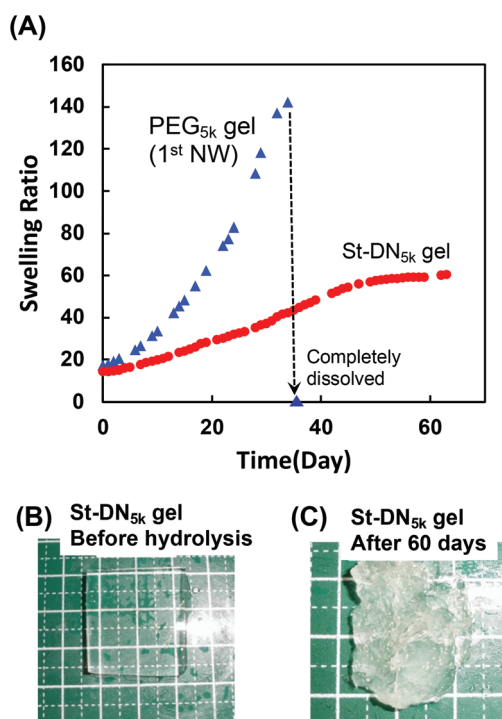 (A)
160
140
120
100
80
60
40
20
0
Swelling Ratio
PEG5k gel
(1st NW)
St-DN5k gel
Completely
dissolved
0
20
40
60
Time(Day)
(B)
St-DN5k gel
Before hydrolysis
(C)
St-DN5k gel
After 60 days